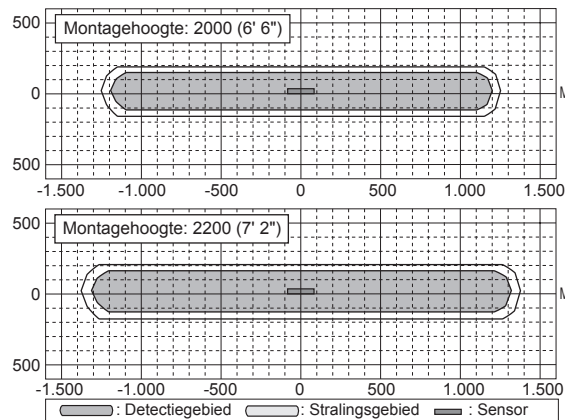 500
Montagehoogte: 2000 (6' 6")
0
M
500
-1.500 -1.000 -500 0 500 1.000 1.500
500
Montagehoogte: 2200 (7' 2")
0
M
500
-1.500 -1.000 -500 0 500 1.000 1.500
: Detectiegebied : Stralingsgebied : Sensor